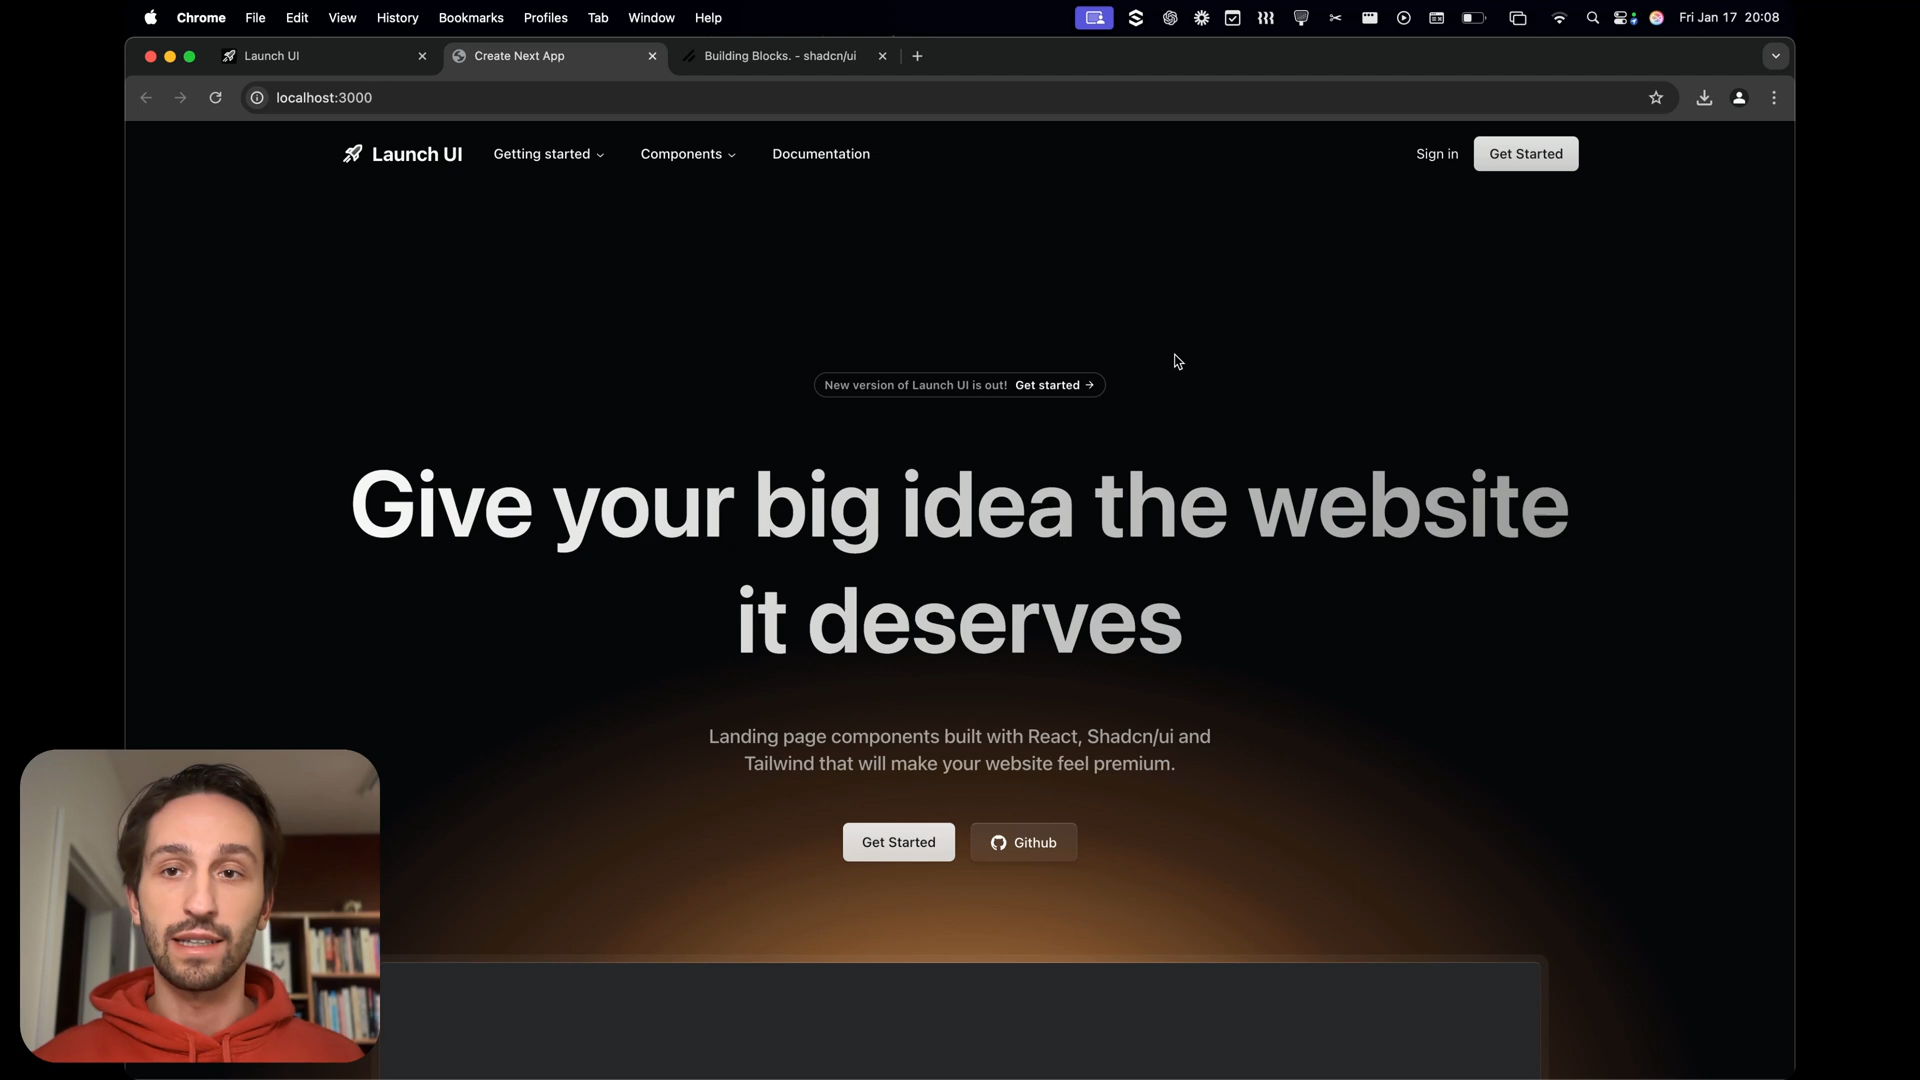 Chrome File Edit View History Bookmarks Profiles Tab Window Help Fri Jan 17 20:08
Launch UI Create Next App Building Blocks. - shadcn/ui
localhost:3000
Launch UI Getting started Components Documentation Sign in Get Started
New version of Launch UI is out! Get started →
Give your big idea the website
it deserves
Landing page components built with React, Shadcn/ui and
Tailwind that will make your website feel premium.
Get Started Github